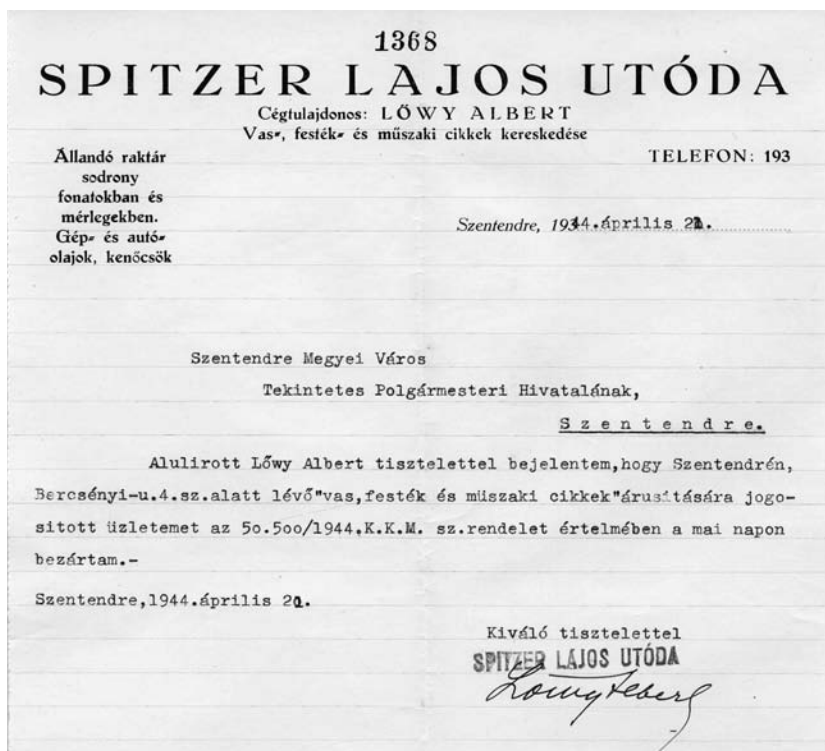 1368
SPITZER LAJOS UTÓDA
Cégtulajdonos: LŐWY ALBERT
Vas-, festék- és műszaki cikkek kereskedése
Állandó raktár
sodrony
fonatokban és
mérlegekben.
Gép- és autó-
olajok, kenőcsök
TELEFON: 193
Szentendre, 1944. április 21.
Szentendre Megyei Város
Tekintetes Polgármesteri Hivatalának,
Szentendre.
Alulirott Lőwy Albert tisztelettel bejelentem,hogy Szentendrén,
Bercsényi-u.4.sz.alatt lévő"vas,festék és müszaki cikkek"árusitására jogo-
sitott üzletemet az 5o.5oo/1944.K.K.M. sz.rendelet értelmében a mai napon
bezártam.-
Szentendre,1944.április 21.
Kiváló tisztelettel
SPITZER LAJOS UTÓDA
Lőwy Albert